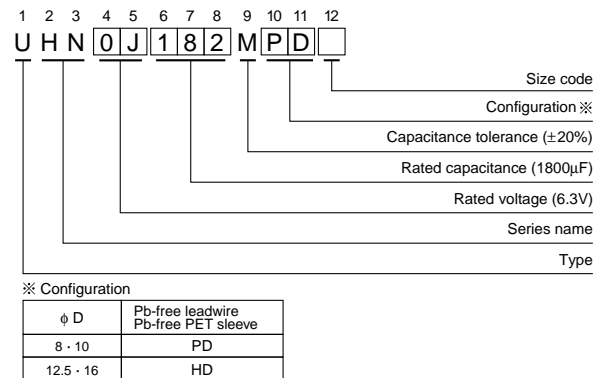 1 2 3 4 5 6 7 8 9 10 11 12
U H N 0 J 1 8 2 M P D
Size code
Configuration ※
Capacitance tolerance (±20%)
Rated capacitance (1800µF)
Rated voltage (6.3V)
Series name
Type
※ Configuration
ϕ D Pb-free leadwire
Pb-free PET sleeve
8 · 10 PD
12.5 · 16 HD